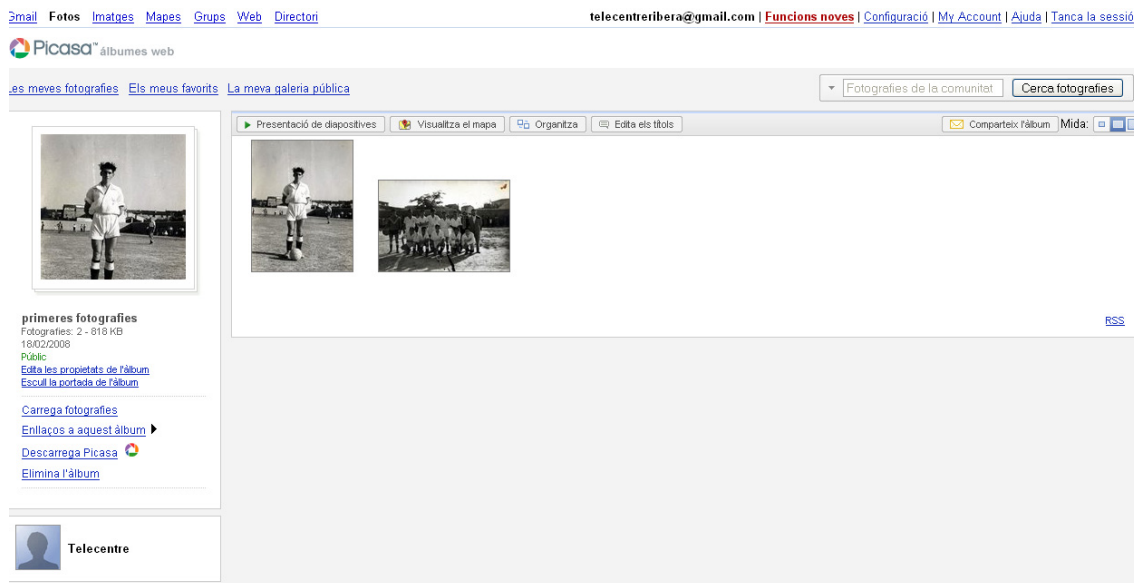 Gmail Fotos Imatges Mapes Grups Web Directori
telecentreribera@gmail.com | Funcions noves | Configuració | My Account | Ajuda | Tanca la sessió
Picasa™ álbumes web
Les meves fotografies Els meus favorits La meva galeria pública
Fotografies de la comunitat Cerca fotografies
Presentació de diapositives Visualitza el mapa Organitza Edita els títols
Comparteix l'àlbum Mida:
primeres fotografies
Fotografies: 2 - 818 KB
18/02/2008
Públic
Edita les propietats de l'àlbum
Escull la portada de l'àlbum
Carrega fotografies
Enllaços a aquest àlbum
Descarrega Picasa
Elimina l'àlbum
RSS
Telecentre